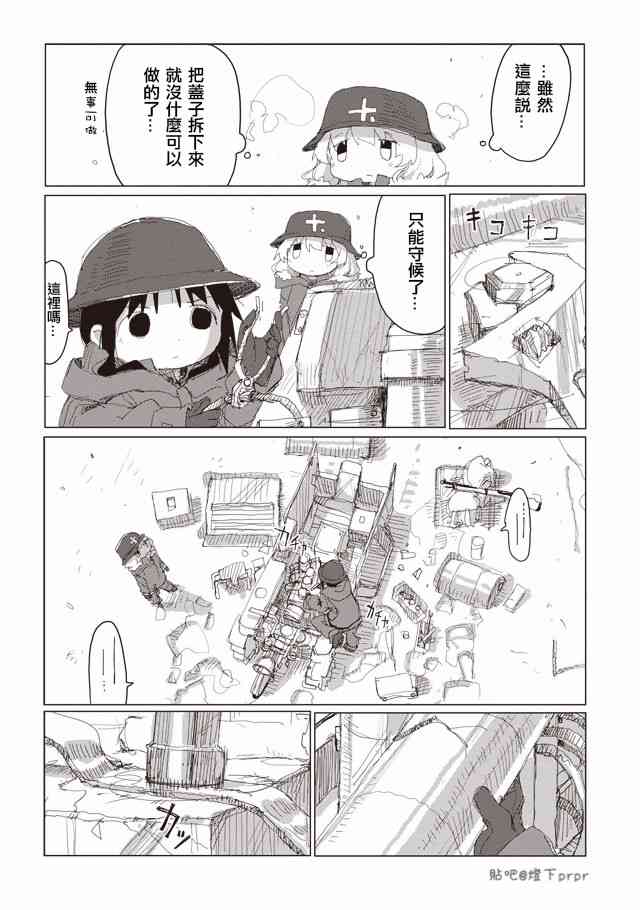 …雖然
這麼說…
把蓋子拆下來
就沒什麼可以
做的了…
無事可做
キコ キコ
只能守候了…
這裡嗎…
…
カチャ
カチャ
…
カッ
貼吧@燈下prpr